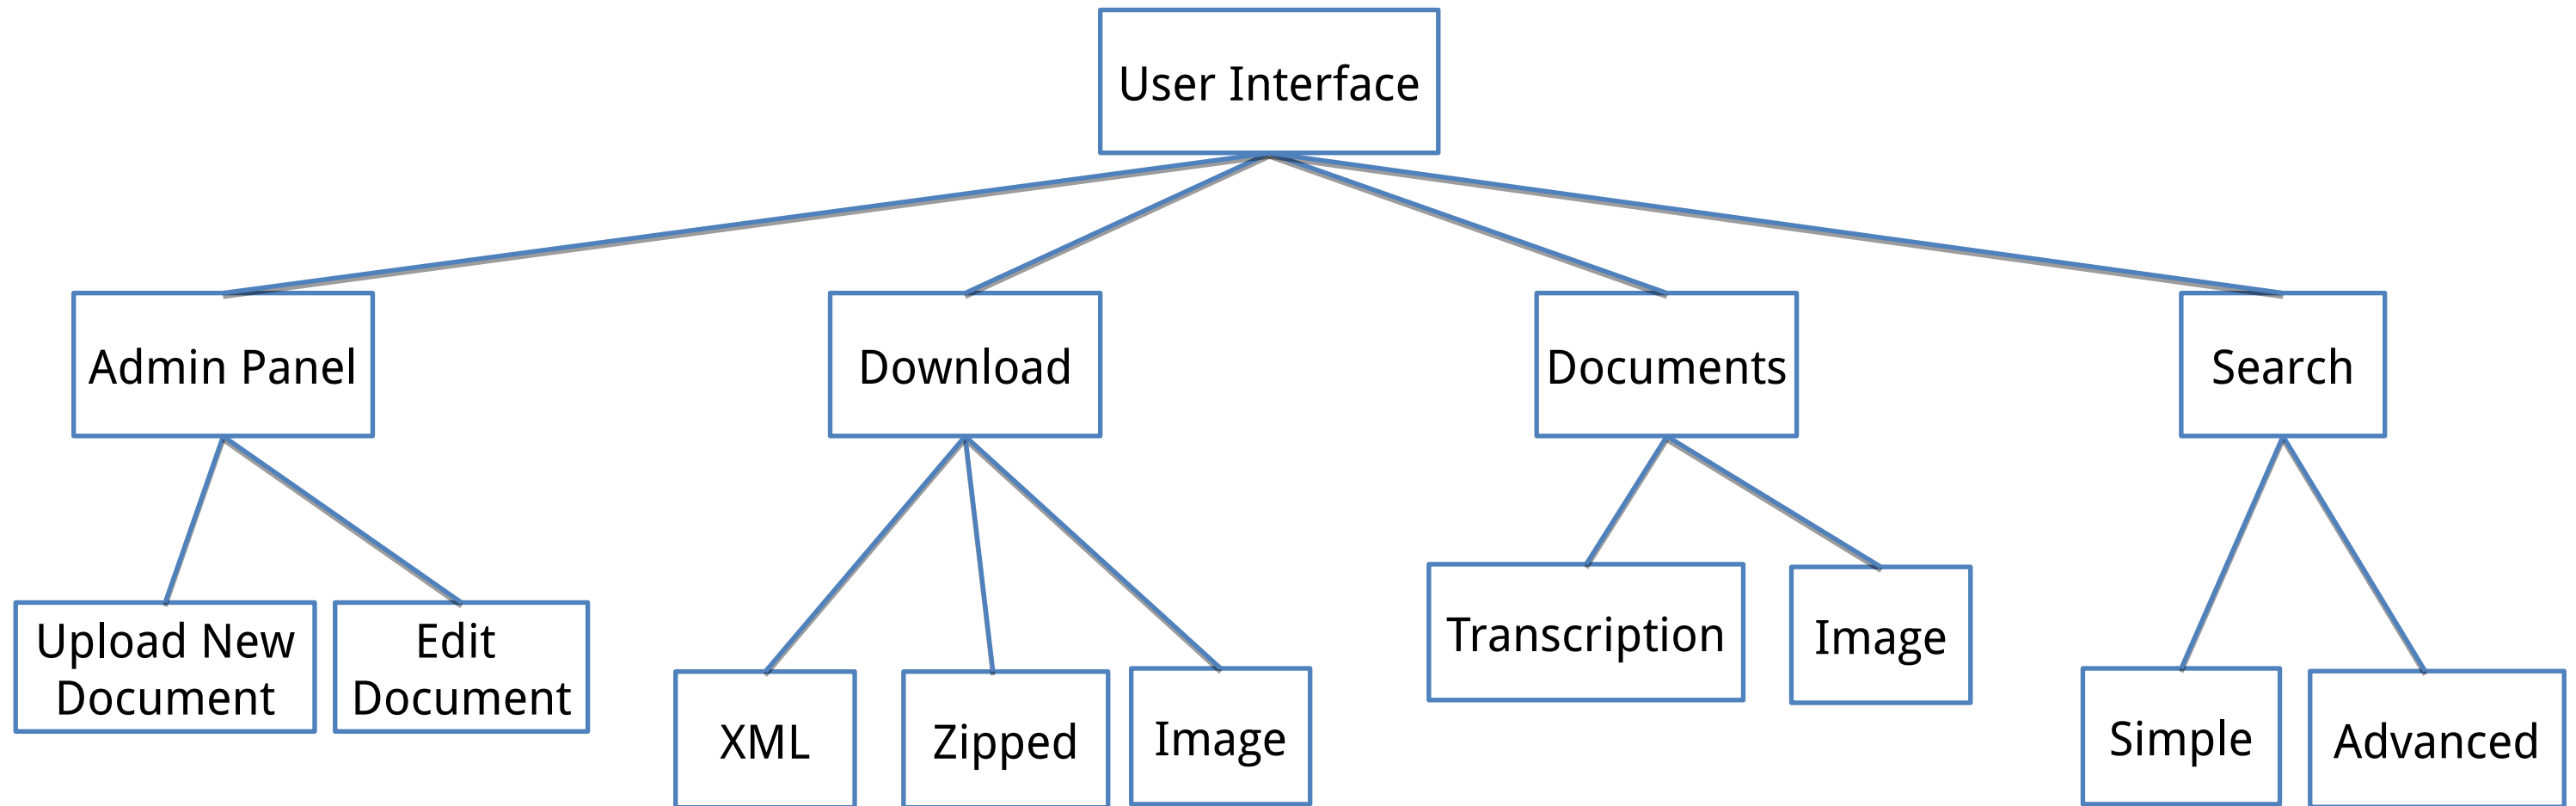 User Interface
Admin Panel
Download
Documents
Search
Upload New
Document
Edit
Document
XML
Zipped
Image
Transcription
Image
Simple
Advanced